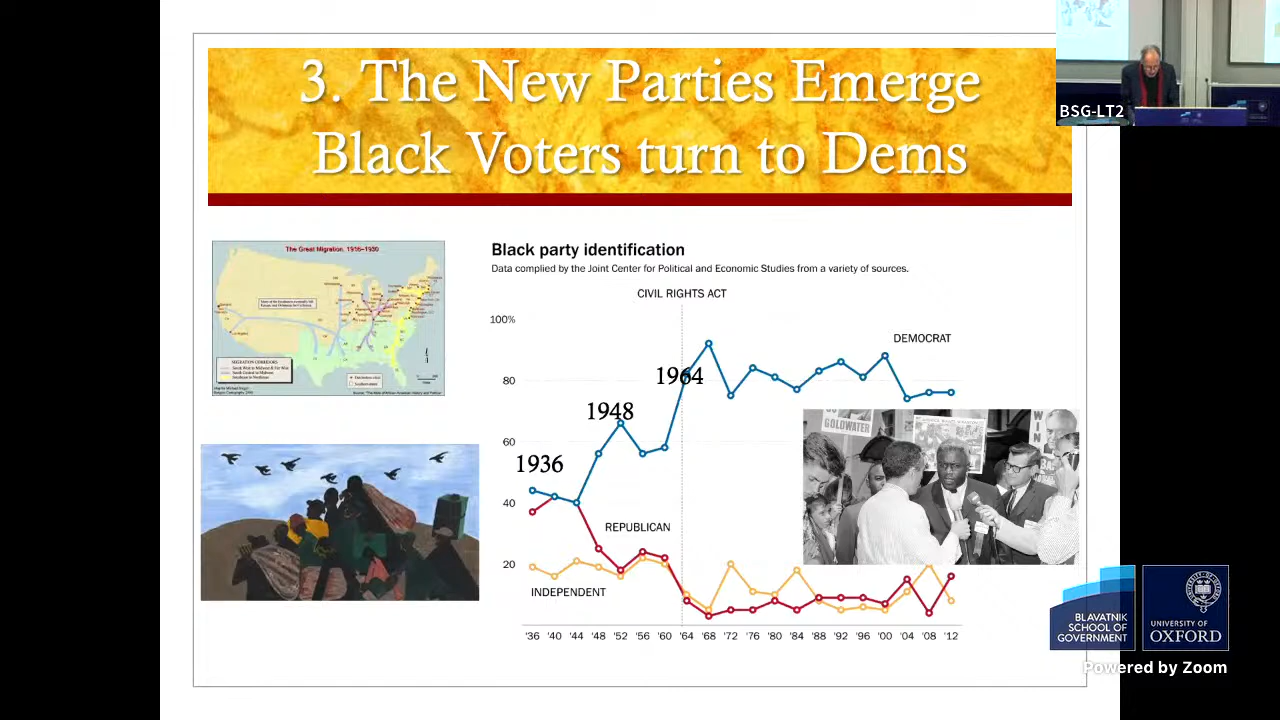 3. The New Parties Emerge
Black Voters turn to Dems
BSG-LT2
The Great Migration, 1916-1930
MIGRATION CORRIDORS
Black party identification
Data complied by the Joint Center for Political and Economic Studies from a variety of sources.
CIVIL RIGHTS ACT
100%
80
60
40
20
DEMOCRAT
1964
1948
1936
REPUBLICAN
INDEPENDENT
'36 '40 '44 '48 '52 '56 '60 '64 '68 '72 '76 '80 '84 '88 '92 '96 '00 '04 '08 '12
GOLDWATER
WIN
BLAVATNIK
SCHOOL OF
GOVERNMENT
UNIVERSITY OF
OXFORD
Powered by Zoom